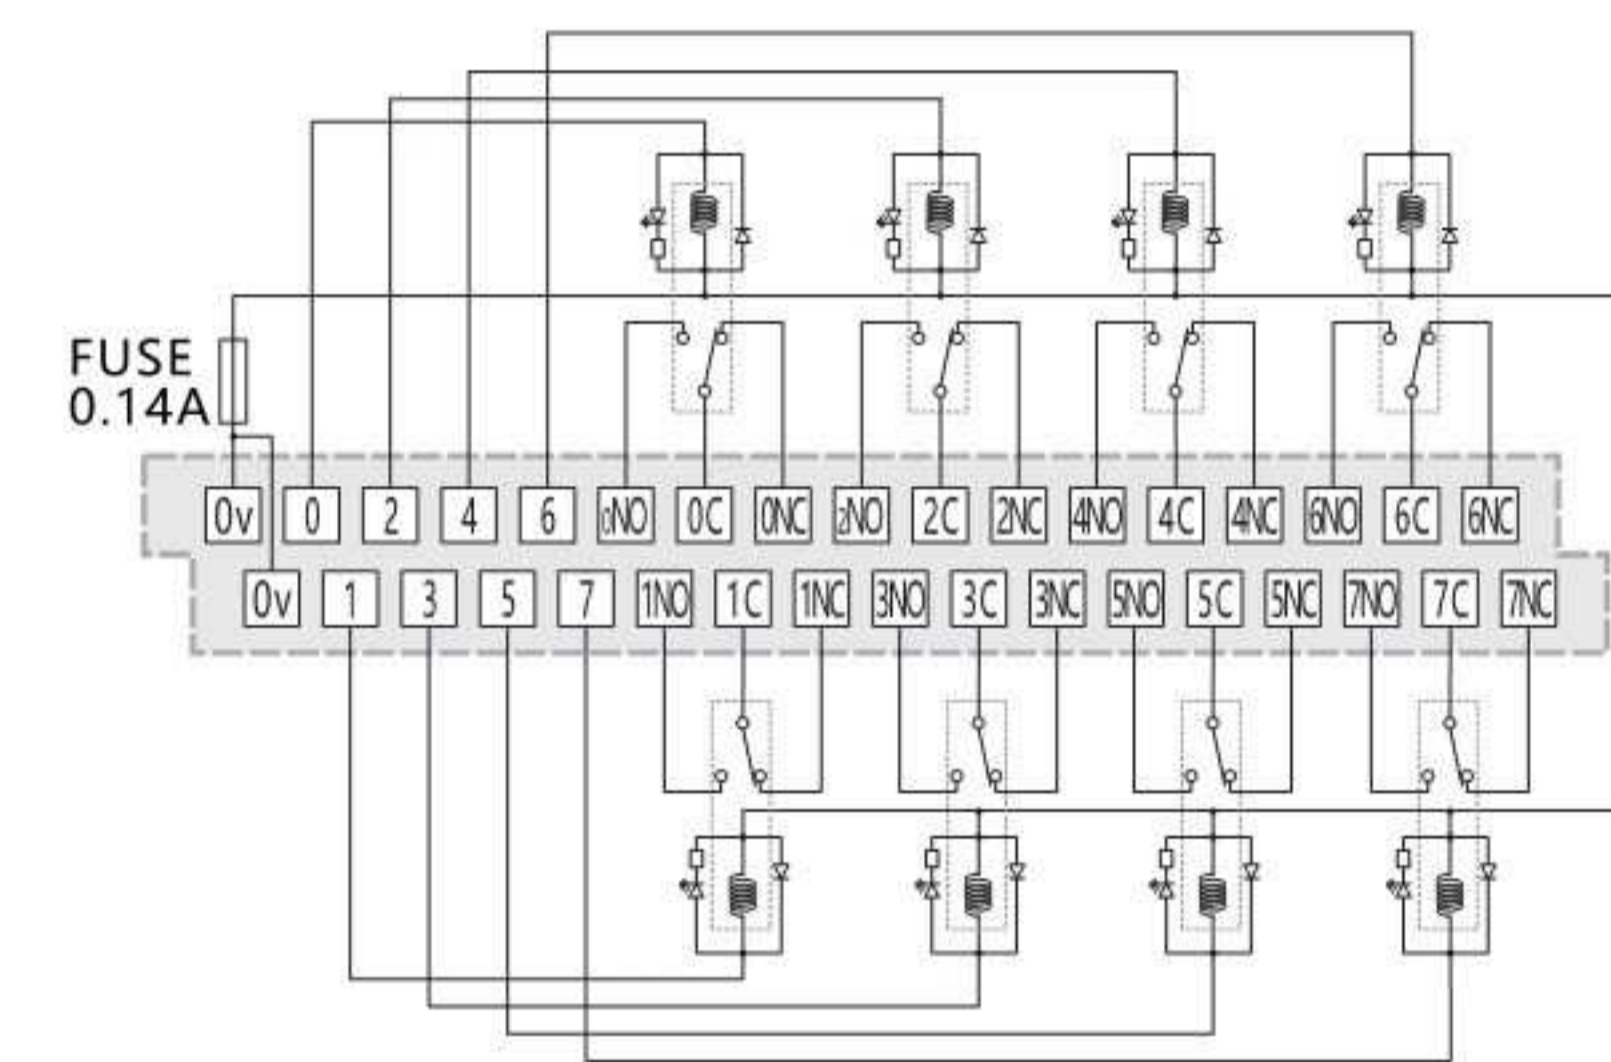 FUSE
0.14A
0v 0 2 4 6 0NO 0C 0NC 2NO 2C 2NC 4NO 4C 4NC 6NO 6C 6NC
0v 1 3 5 7 1NO 1C 1NC 3NO 3C 3NC 5NO 5C 5NC 7NO 7C 7NC